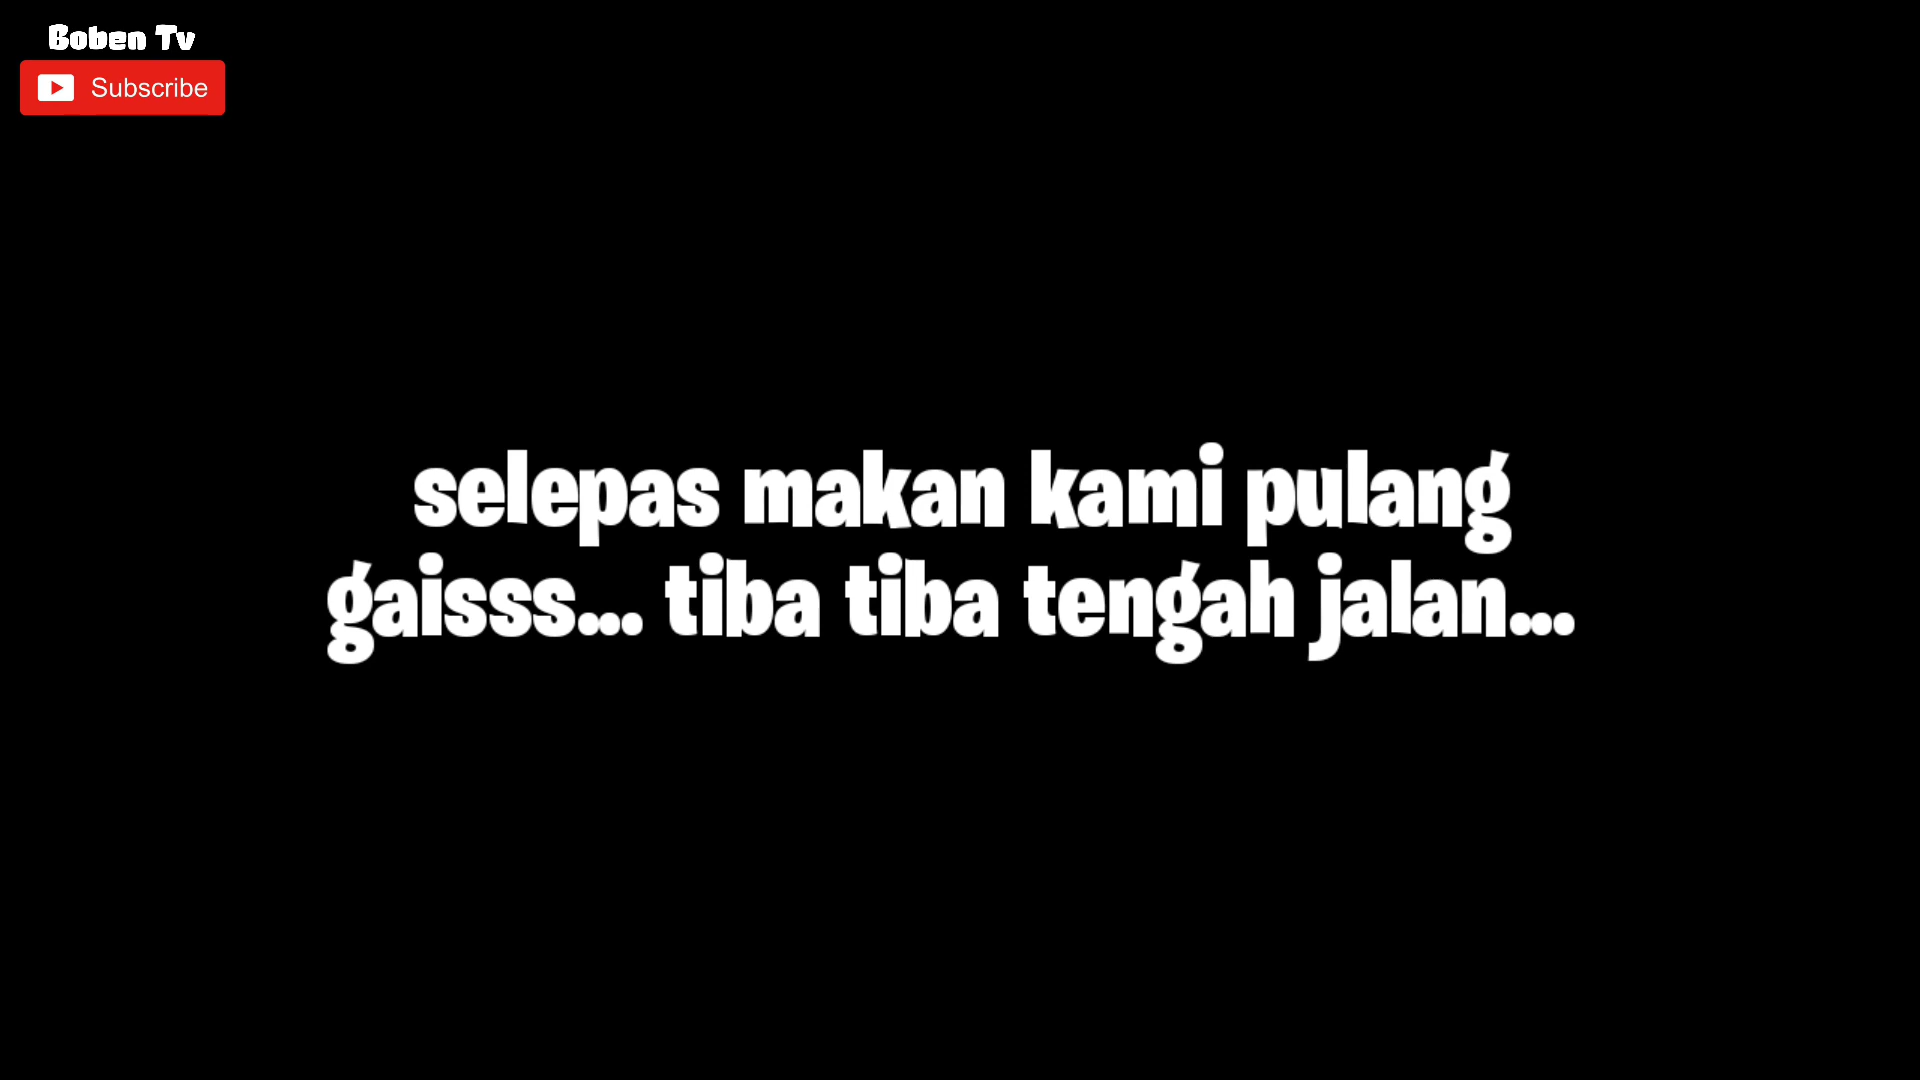 Boben Tv
Subscribe
selepas makan kami pulang
gaisss... tiba tiba tengah jalan...